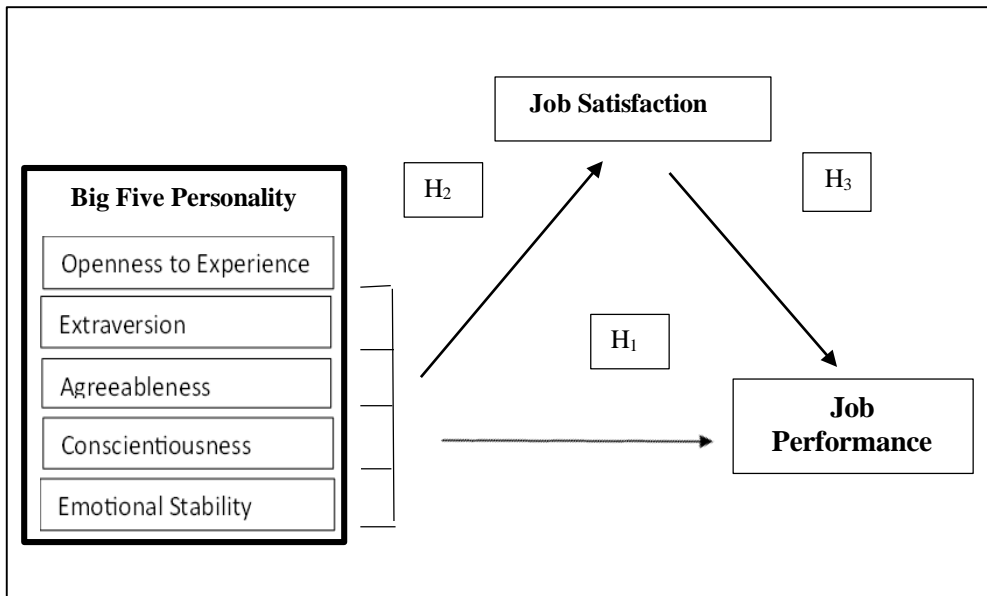 Job Satisfaction
H₂
H₃
Big Five Personality
Openness to Experience
Extraversion
Agreeableness
Conscientiousness
Emotional Stability
H₁
Job
Performance